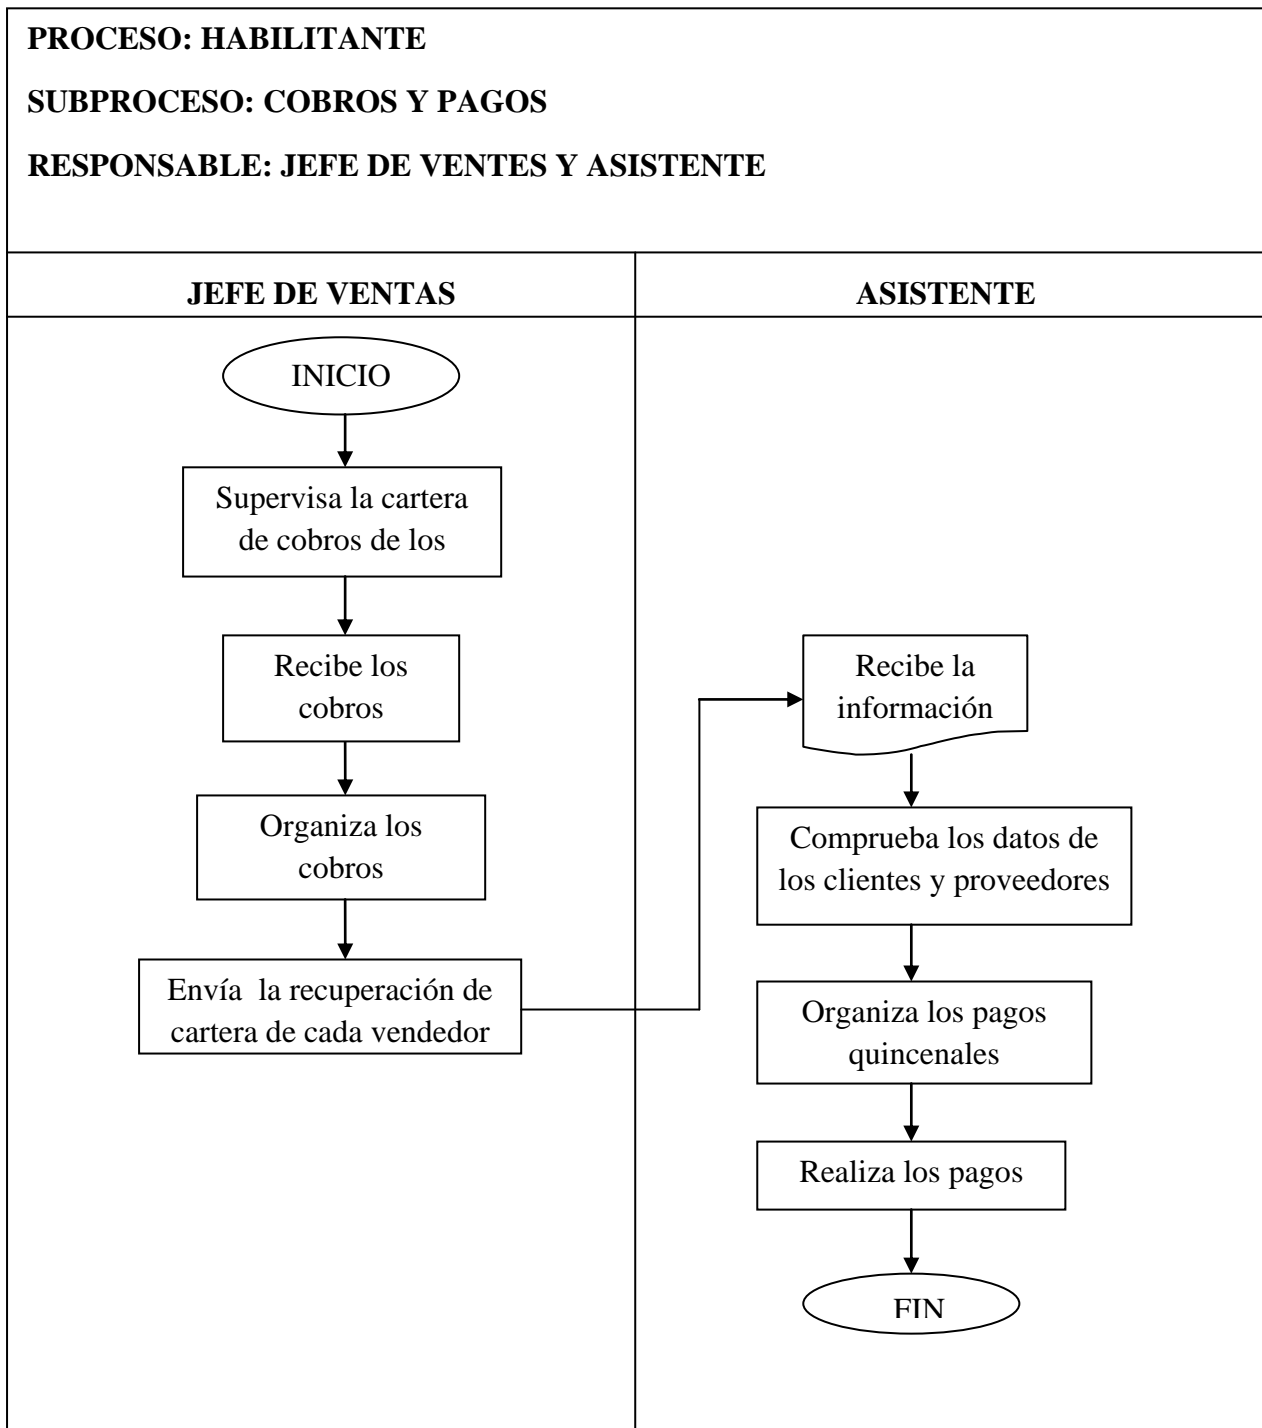 PROCESO: HABILITANTE
SUBPROCESO: COBROS Y PAGOS
RESPONSABLE: JEFE DE VENTES Y ASISTENTE
JEFE DE VENTAS
ASISTENTE
INICIO
Supervisa la cartera
de cobros de los
Recibe los
cobros
Organiza los
cobros
Envía la recuperación de
cartera de cada vendedor
Recibe la
información
Comprueba los datos de
los clientes y proveedores
Organiza los pagos
quincenales
Realiza los pagos
FIN